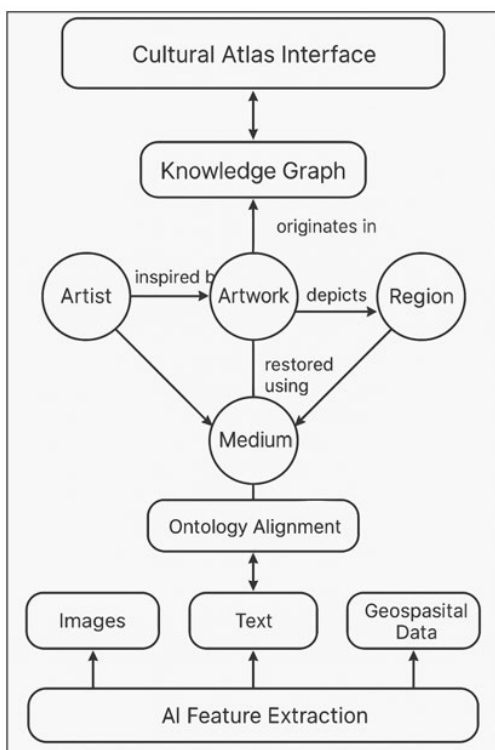 Cultural Atlas Interface
Knowledge Graph
originates in
Artist
inspired b
Artwork
depicts
Region
restored
using
Medium
Ontology Alignment
Images
Text
Geospasital
Data
AI Feature Extraction